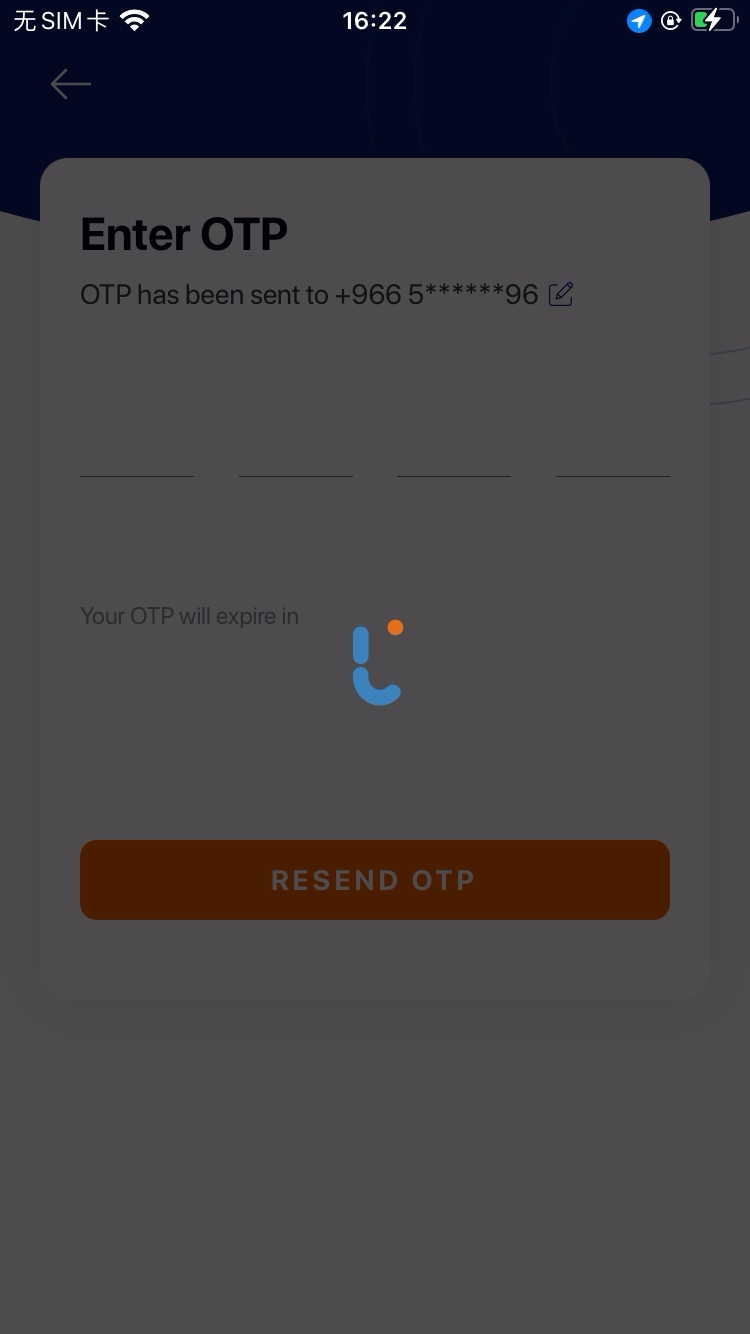 无 SIM 卡
16:22
Enter OTP
OTP has been sent to +966 5******96
Your OTP will expire in
RESEND OTP